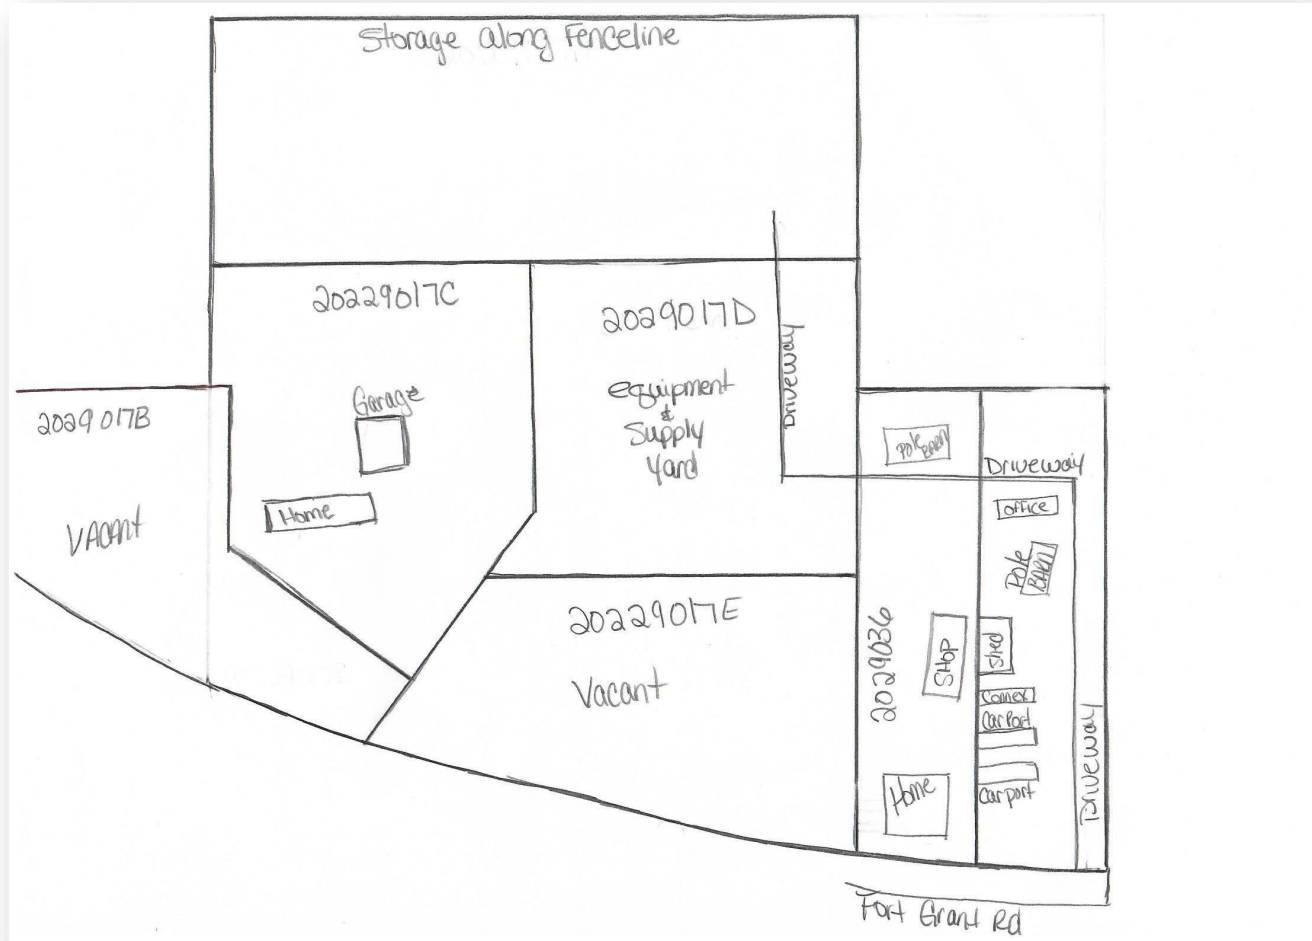 Storage along Fenceline
20229017C
2029017D
Driveway
equipment
&
Supply
Yard
Garage
Home
2029017B
VACANT
20229017E
Vacant
Pole
BARN
Driveway
office
Pole
BARN
2029036
SHOP
Shed
Connex
Carport
Carport
Home
Driveway
Fort Grant Rd